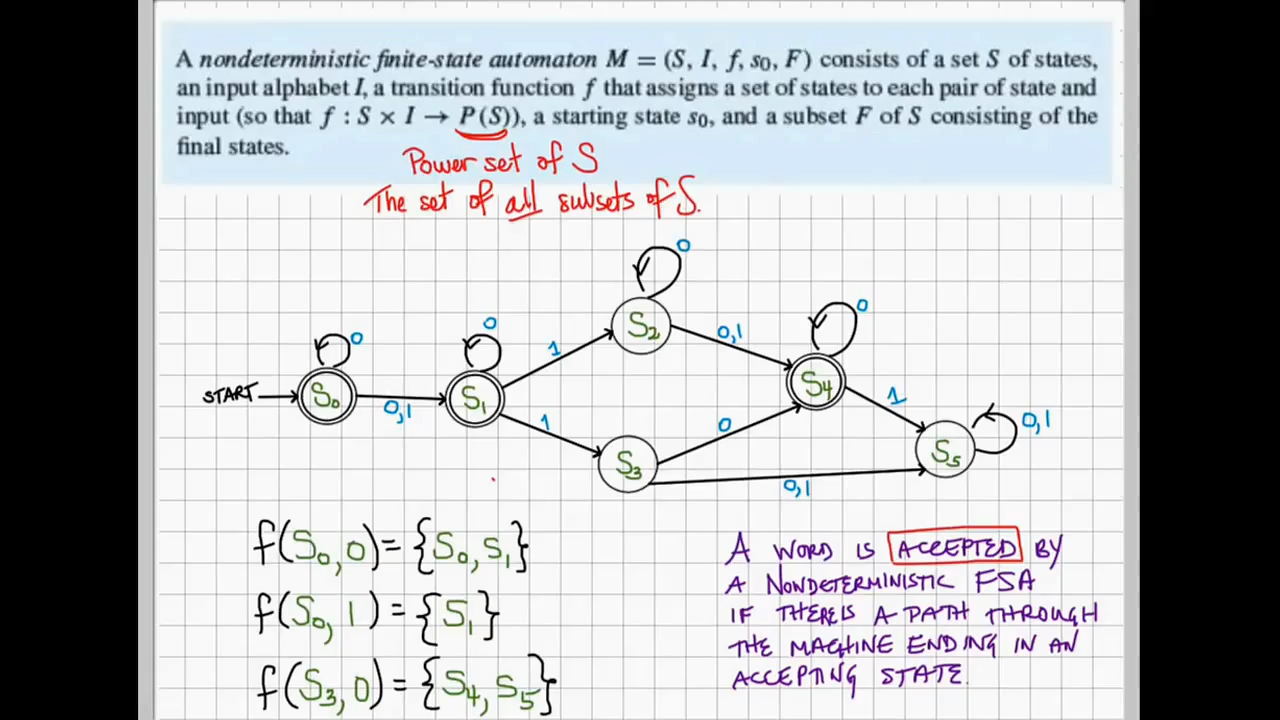 A nondeterministic finite-state automaton M = (S, I, f, s₀, F) consists of a set S of states,
an input alphabet I, a transition function f that assigns a set of states to each pair of state and
input (so that f : S × I → P(S)), a starting state s₀, and a subset F of S consisting of the
final states.
Power set of S
The set of all subsets of S.
0
0
0
0
START
S₀
0,1
S₁
1
1
S₂
0,1
S₃
0
0,1
S₄
1
S₅
0,1
f(S₀, 0) = {S₀, S₁}
f(S₀, 1) = {S₁}
f(S₃, 0) = {S₄, S₅}
A WORD IS ACCEPTED BY
A NONDETERMINISTIC FSA
IF THERE IS A PATH THROUGH
THE MACHINE ENDING IN AN
ACCEPTING STATE.